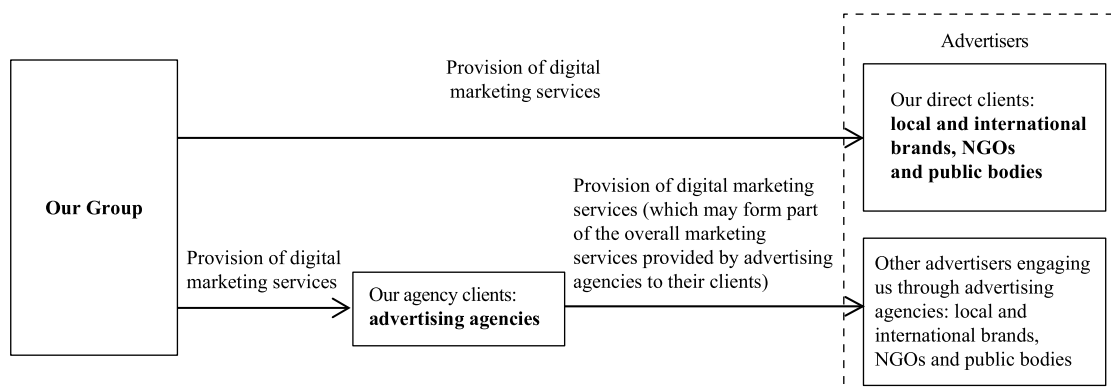 Advertisers
Provision of digital
marketing services
Our direct clients:
local and international
brands, NGOs
and public bodies
Our Group
Provision of digital
marketing services
Our agency clients:
advertising agencies
Provision of digital marketing
services (which may form part
of the overall marketing
services provided by advertising
agencies to their clients)
Other advertisers engaging
us through advertising
agencies: local and
international brands,
NGOs and public bodies